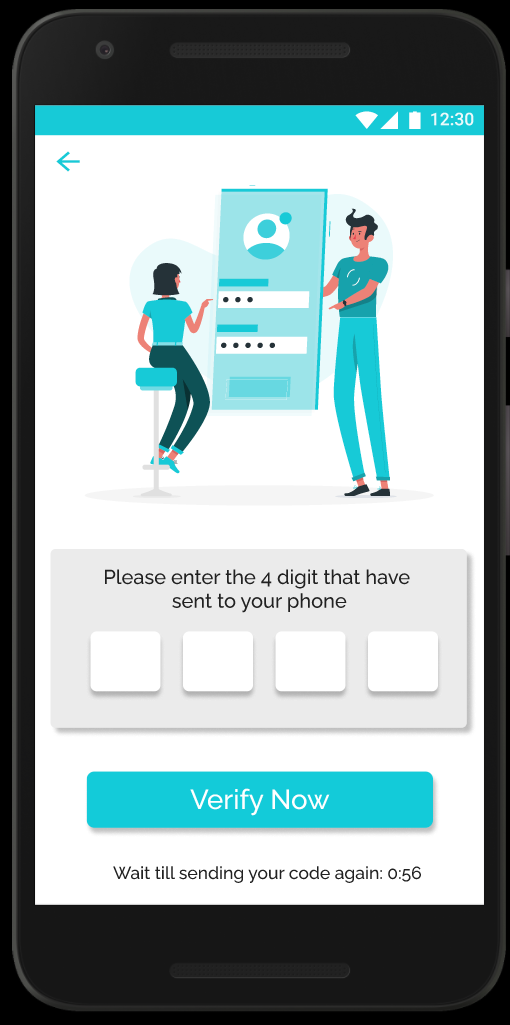 12:30
Please enter the 4 digit that have
sent to your phone
Verify Now
Wait till sending your code again: 0:56